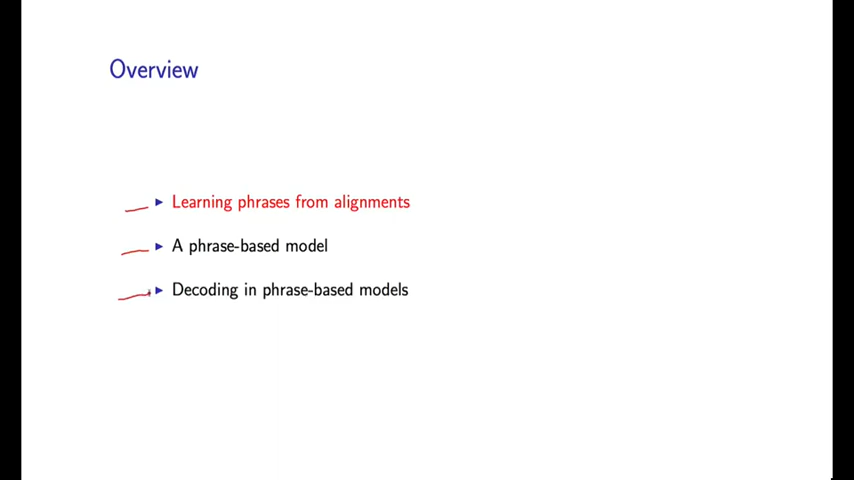 Overview
Learning phrases from alignments
A phrase-based model
Decoding in phrase-based models